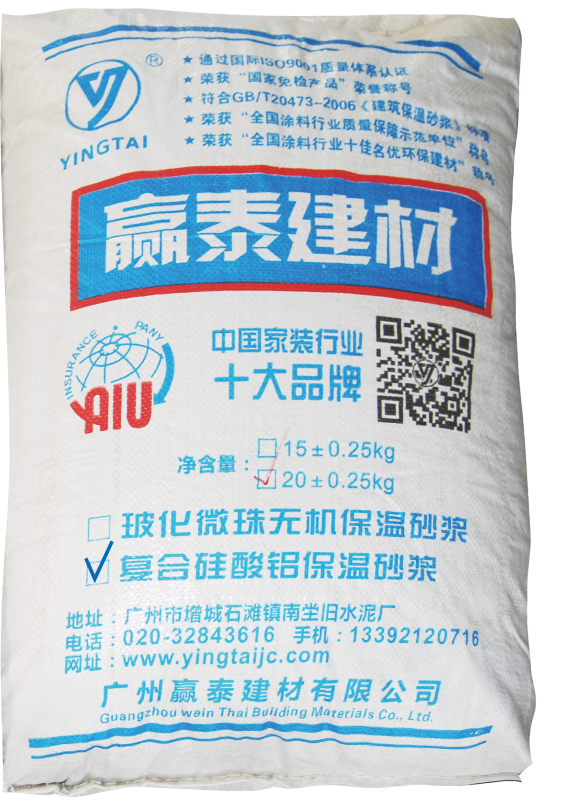 YINGTAI
®
★ 通过国际ISO9001质量体系认证
★ 荣获“国家免检产品”荣誉称号
★ 符合GB/T20473-2006《建筑保温砂浆》标准
★ 荣获“全国涂料行业质量保障示范单位”称号
★ 荣获“全国涂料行业十佳名优环保建材”称号
赢泰建材
INSURANCE PANY
AIU
中国家装行业
十大品牌
净含量：
15±0.25kg
20±0.25kg
玻化微珠无机保温砂浆
复合硅酸铝保温砂浆
地址：广州市增城石滩镇南坣旧水泥厂
电话：020-32843616 手机：13392120716
网址：www.yingtaijc.com
广州赢泰建材有限公司
Guangzhou wein Thai Building Materials Co., Ltd.